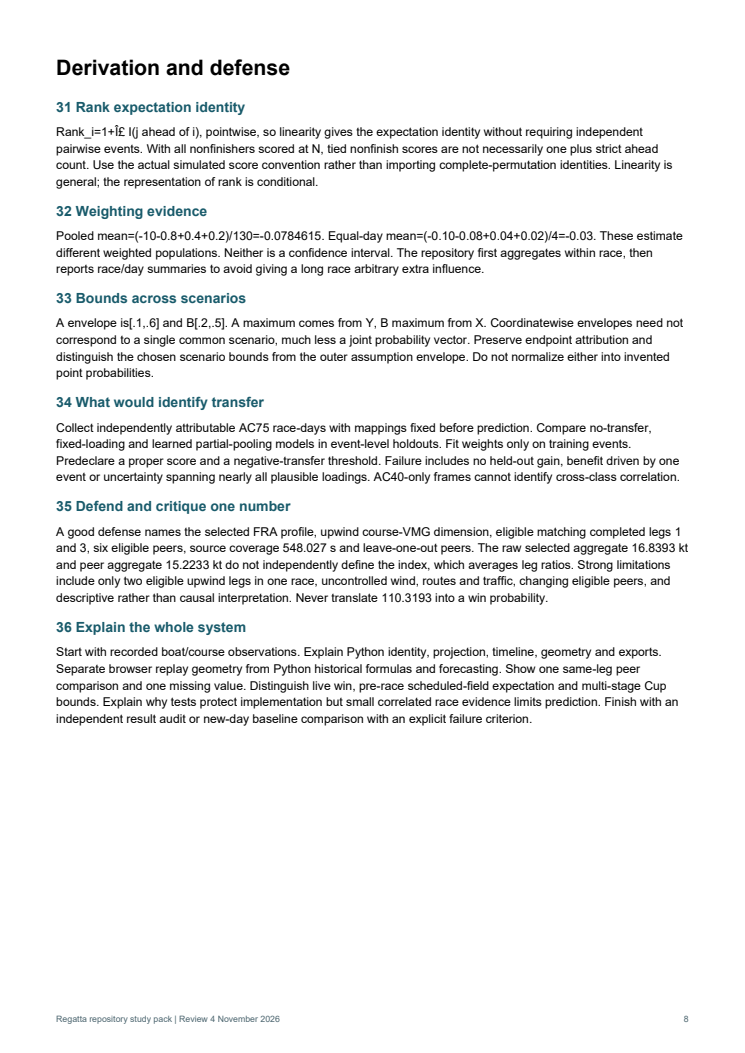 Derivation and defense
31 Rank expectation identity
Rank_i=1+Î£ I(j ahead of i), pointwise, so linearity gives the expectation identity without requiring independent
pairwise events. With all nonfinishers scored at N, tied nonfinish scores are not necessarily one plus strict ahead
count. Use the actual simulated score convention rather than importing complete-permutation identities. Linearity is
general; the representation of rank is conditional.
32 Weighting evidence
Pooled mean=(-10-0.8+0.4+0.2)/130=-0.0784615. Equal-day mean=(-0.10-0.08+0.04+0.02)/4=-0.03. These estimate
different weighted populations. Neither is a confidence interval. The repository first aggregates within race, then
reports race/day summaries to avoid giving a long race arbitrary extra influence.
33 Bounds across scenarios
A envelope is[.1,.6] and B[.2,.5]. A maximum comes from Y, B maximum from X. Coordinatewise envelopes need not
correspond to a single common scenario, much less a joint probability vector. Preserve endpoint attribution and
distinguish the chosen scenario bounds from the outer assumption envelope. Do not normalize either into invented
point probabilities.
34 What would identify transfer
Collect independently attributable AC75 race-days with mappings fixed before prediction. Compare no-transfer,
fixed-loading and learned partial-pooling models in event-level holdouts. Fit weights only on training events.
Predeclare a proper score and a negative-transfer threshold. Failure includes no held-out gain, benefit driven by one
event or uncertainty spanning nearly all plausible loadings. AC40-only frames cannot identify cross-class correlation.
35 Defend and critique one number
A good defense names the selected FRA profile, upwind course-VMG dimension, eligible matching completed legs 1
and 3, six eligible peers, source coverage 548.027 s and leave-one-out peers. The raw selected aggregate 16.8393 kt
and peer aggregate 15.2233 kt do not independently define the index, which averages leg ratios. Strong limitations
include only two eligible upwind legs in one race, uncontrolled wind, routes and traffic, changing eligible peers, and
descriptive rather than causal interpretation. Never translate 110.3193 into a win probability.
36 Explain the whole system
Start with recorded boat/course observations. Explain Python identity, projection, timeline, geometry and exports.
Separate browser replay geometry from Python historical formulas and forecasting. Show one same-leg peer
comparison and one missing value. Distinguish live win, pre-race scheduled-field expectation and multi-stage Cup
bounds. Explain why tests protect implementation but small correlated race evidence limits prediction. Finish with an
independent result audit or new-day baseline comparison with an explicit failure criterion.
Regatta repository study pack | Review 4 November 2026
8